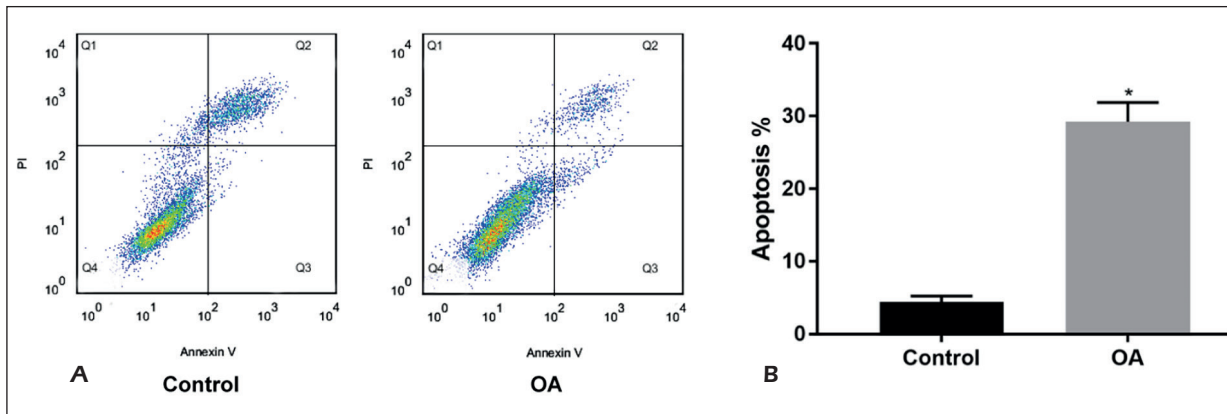 Q1 Q2
Q4 Q3
10⁴
10³
10²
10¹
10⁰
PI
10⁰ 10¹ 10² 10³ 10⁴
Annexin V
A
Control
Q1 Q2
Q4 Q3
10⁴
10³
10²
10¹
10⁰
PI
10⁰ 10¹ 10² 10³ 10⁴
Annexin V
OA
40
30
20
10
0
Apoptosis %
*
Control OA
B